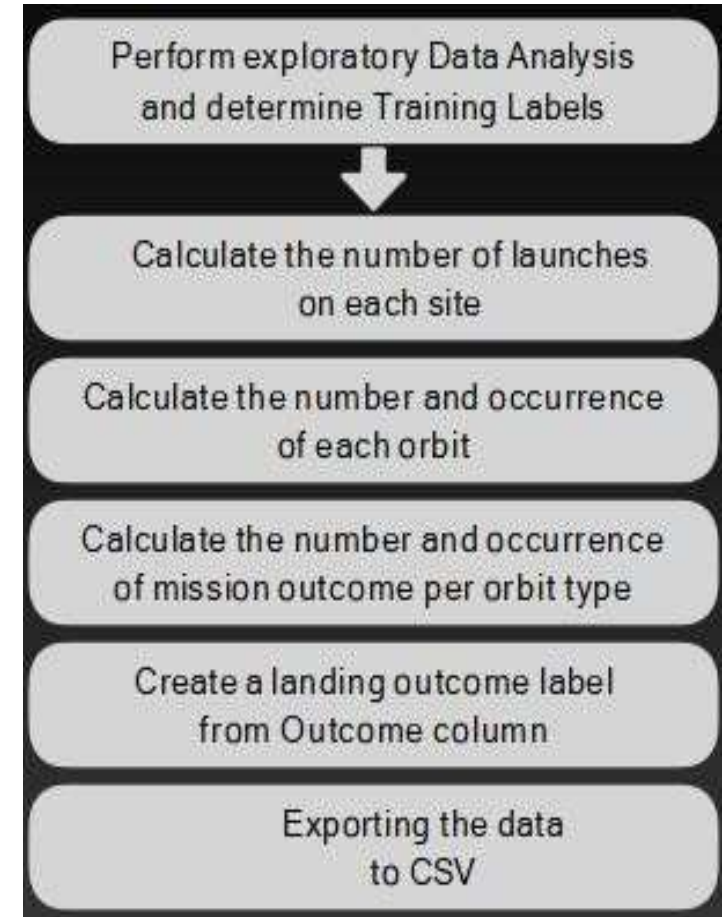 Perform exploratory Data Analysis
and determine Training Labels
Calculate the number of launches
on each site
Calculate the number and occurrence
of each orbit
Calculate the number and occurrence
of mission outcome per orbit type
Create a landing outcome label
from Outcome column
Exporting the data
to CSV